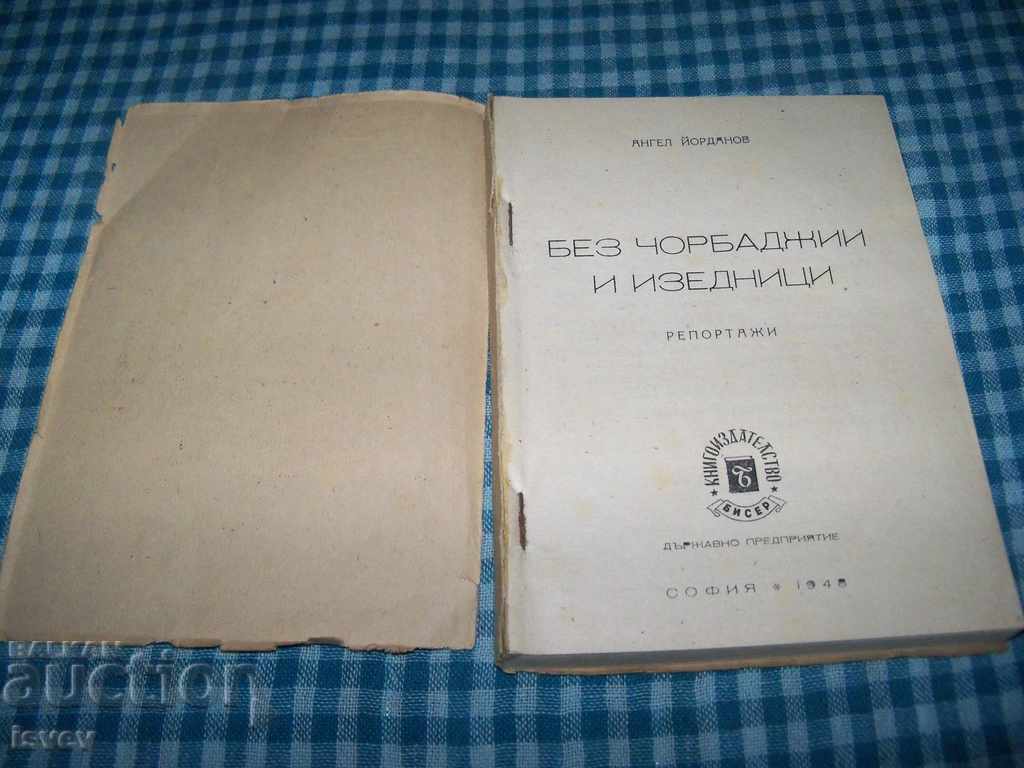 АНГЕЛ ЙОРДАНОВ
БЕЗ ЧОРБАДЖИИ
И ИЗЕДНИЦИ
РЕПОРТАЖИ
КНИГОИЗДАТЕЛСТВО
Б
БИСЕР
ДЪРЖАВНО ПРЕДПРИЯТИЕ
СОФИЯ * 1948
BALKAN
auction
isvev